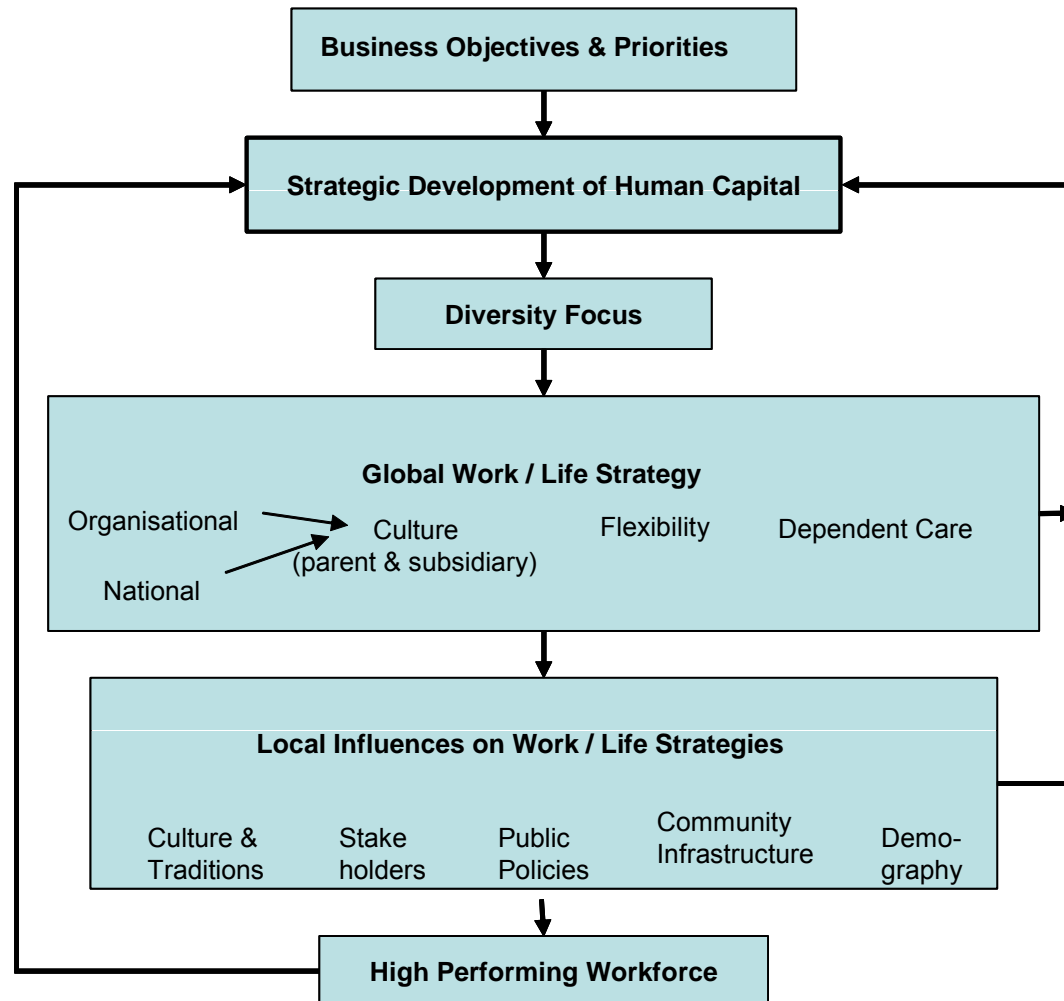 Business Objectives & Priorities
Strategic Development of Human Capital
Diversity Focus
Global Work / Life Strategy
Organisational
National
Culture
(parent & subsidiary)
Flexibility
Dependent Care
Local Influences on Work / Life Strategies
Culture &
Traditions
Stake
holders
Public
Policies
Community
Infrastructure
Demo-
graphy
High Performing Workforce